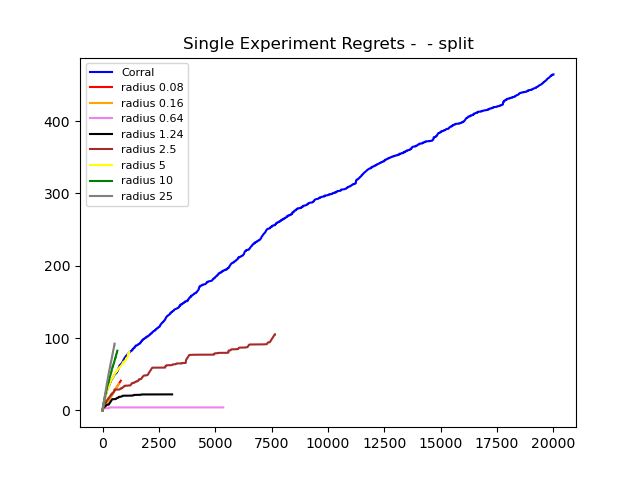 Single Experiment Regrets -  - split
Corral
radius 0.08
radius 0.16
radius 0.64
radius 1.24
radius 2.5
radius 5
radius 10
radius 25
400
300
200
100
0
0 2500 5000 7500 10000 12500 15000 17500 20000